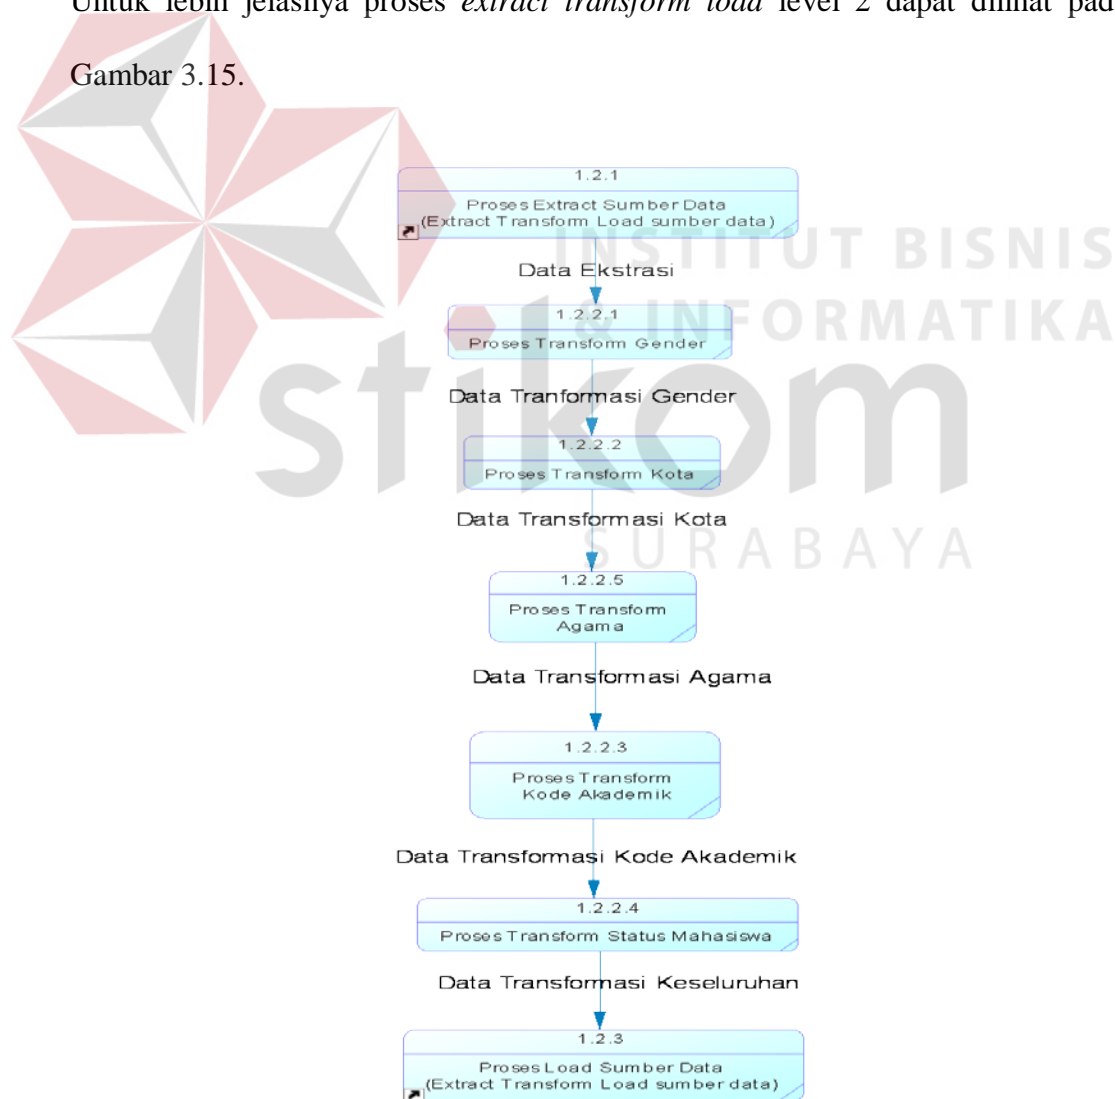 Untuk lebih jelasnya proses extract transform load level 2 dapat dilihat pad
Gambar 3.15.
1.2.1
Proses Extract Sumber Data
(Extract Transform Load sumber data)
INSTITUT BISNIS
& INFORMATIKA
stikom
SURABAYA
Data Ekstrasi
1.2.2.1
Proses Transform Gender
Data Tranformasi Gender
1.2.2.2
Proses Transform Kota
Data Transformasi Kota
1.2.2.5
Proses Transform
Agama
Data Transformasi Agama
1.2.2.3
Proses Transform
Kode Akademik
Data Transformasi Kode Akademik
1.2.2.4
Proses Transform Status Mahasiswa
Data Transformasi Keseluruhan
1.2.3
Proses Load Sumber Data
(Extract Transform Load sumber data)